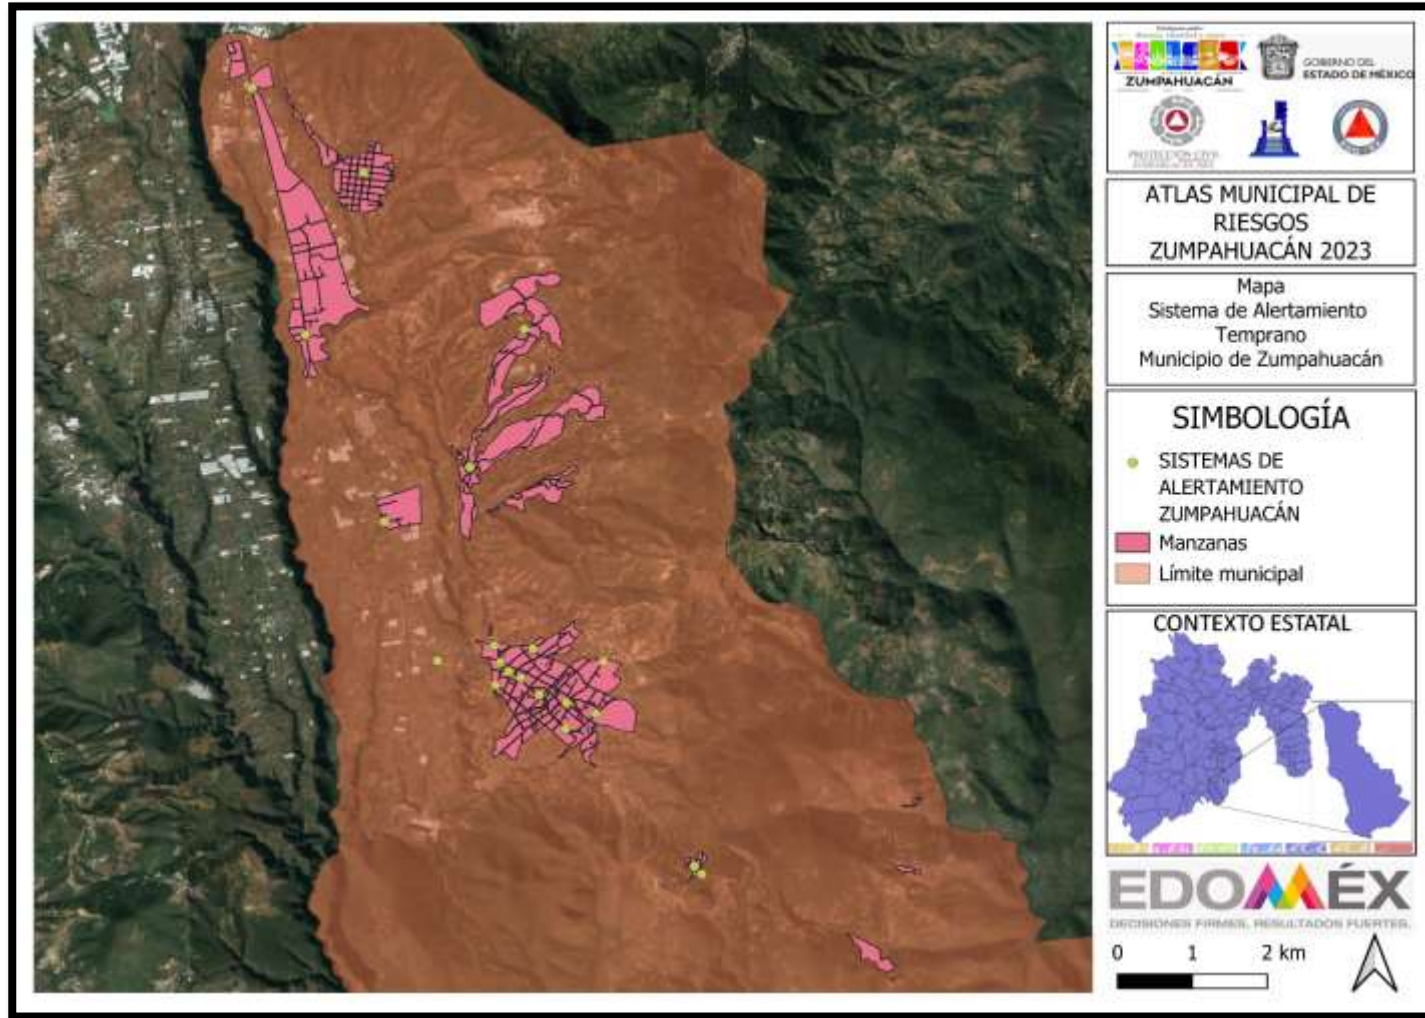 ZUMPAHUACÁN
GOBIERNO DEL
ESTADO DE MÉXICO
PROTECCIÓN CIVIL
ATLAS MUNICIPAL DE
RIESGOS
ZUMPAHUACÁN 2023
Mapa
Sistema de Alertamiento
Temprano
Municipio de Zumpahuacán
SIMBOLOGÍA
SISTEMAS DE
ALERTAMIENTO
ZUMPAHUACÁN
Manzanas
Límite municipal
CONTEXTO ESTATAL
EDOMÉX
DECISIONES FIRMES, RESULTADOS FUERTES.
0 1 2 km